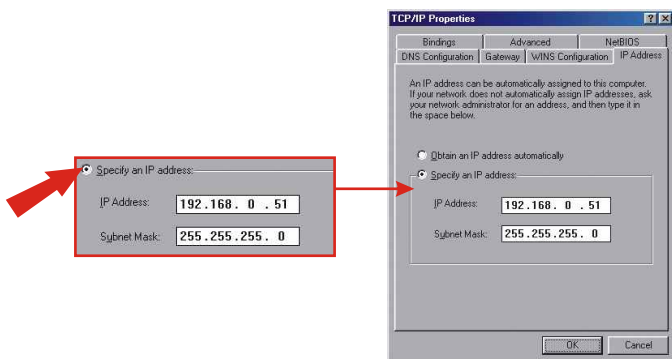 Specify an IP address:
IP Address: 192.168. 0 . 51
Subnet Mask: 255.255.255. 0
TCP/IP Properties
Bindings Advanced NetBIOS
DNS Configuration Gateway WINS Configuration IP Address
An IP address can be automatically assigned to this computer.
If your network does not automatically assign IP addresses, ask
your network administrator for an address, and then type it in
the space below.
Obtain an IP address automatically
Specify an IP address:
IP Address: 192.168. 0 . 51
Subnet Mask: 255.255.255. 0
OK Cancel